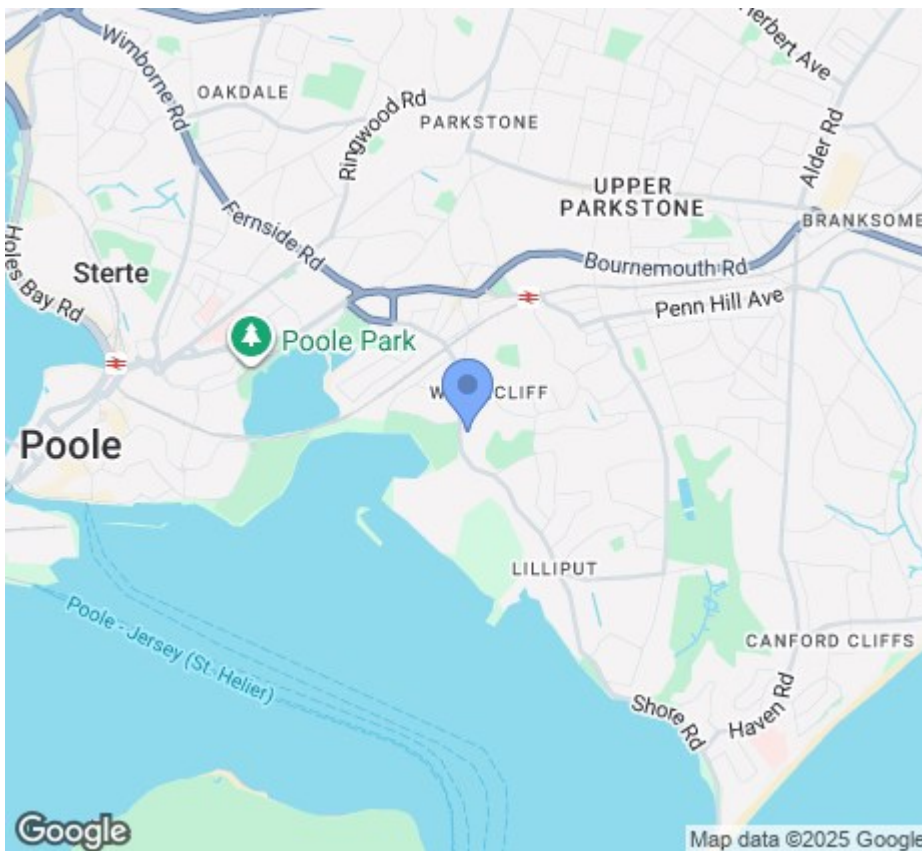 Herbert Ave
Wimborne Rd
OAKDALE
Ringwood Rd
PARKSTONE
Alder Rd
UPPER
PARKSTONE
BRANKSOME
Fernside Rd
Bournemouth Rd
Sterte
Holes Bay Rd
Penn Hill Ave
Poole Park
CLIFF
Poole
LILLIPUT
Poole - Jersey (St. Helier)
CANFORD CLIFFS
Shore Rd
Haven Rd
Google
Map data ©2025 Google